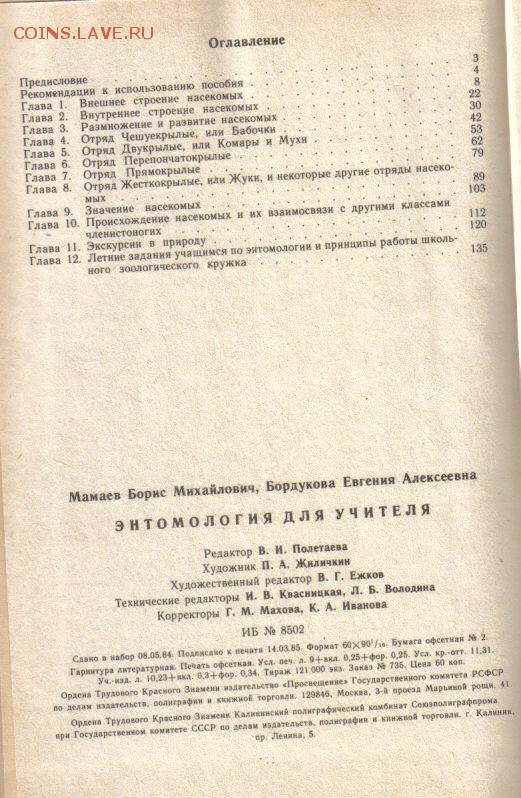 COINS.LAVE.RU
Оглавление
Предисловие 3
Рекомендации к использованию пособия 4
Глава 1. Внешнее строение насекомых 8
Глава 2. Внутреннее строение насекомых 22
Глава 3. Размножение и развитие насекомых 30
Глава 4. Отряд Чешуекрылые, или Бабочки 42
Глава 5. Отряд Двукрылые, или Комары и Мухи 53
Глава 6. Отряд Перепончатокрылые 62
Глава 7. Отряд Прямокрылые 79
Глава 8. Отряд Жесткокрылые, или Жуки, и некоторые другие отряды насеко-
мых 89
Глава 9. Значение насекомых 103
Глава 10. Происхождение насекомых и их взаимосвязи с другими классами
членистоногих 112
Глава 11. Экскурсии в природу 120
Глава 12. Летние задания учащимся по энтомологии и принципы работы школь-
ного зоологического кружка 135
Мамаев Борис Михайлович, Бордукова Евгения Алексеевна
ЭНТОМОЛОГИЯ ДЛЯ УЧИТЕЛЯ
Редактор В. И. Полетаева
Художник П. А. Жиличкин
Художественный редактор В. Г. Ежков
Технические редакторы И. В. Квасницкая, Л. Б. Володина
Корректоры Г. М. Махова, К. А. Иванова
ИБ № 8502
Сдано в набор 08.05.84. Подписано к печати 14.03.85. Формат 60×90¹/₁₆. Бумага офсетная № 2.
Гарнитура литературная. Печать офсетная. Усл. печ. л. 9+вкл. 0,25+фор. 0,25. Усл. кр.-отт. 11,31.
Уч.-изд. л. 10,23+вкл. 0,3+фор. 0,34. Тираж 121 000 экз. Заказ № 735. Цена 60 коп.
Ордена Трудового Красного Знамени издательство «Просвещение» Государственного комитета РСФСР
по делам издательств, полиграфии и книжной торговли. 129846, Москва, 3-й проезд Марьиной рощи, 41.
Ордена Трудового Красного Знамени Калининский полиграфический комбинат Союзполиграфпрома
при Государственном комитете СССР по делам издательств, полиграфии и книжной торговли. г. Калинин,
пр. Ленина, 5.